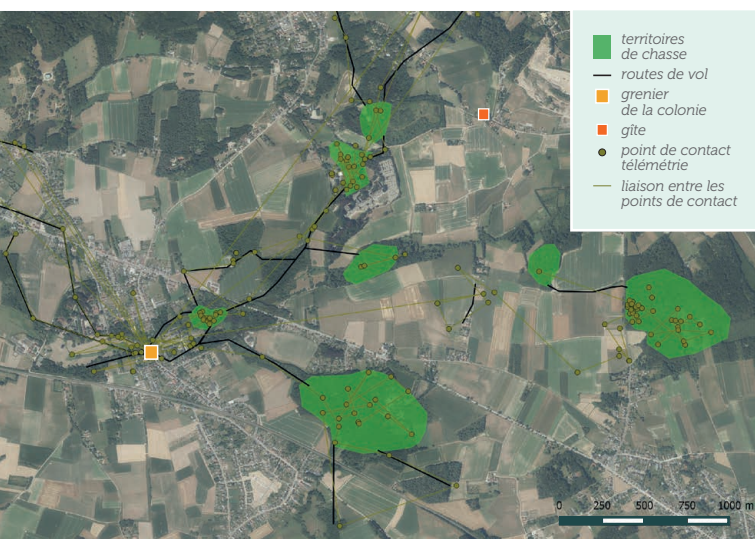 territoires
de chasse
routes de vol
grenier
de la colonie
gîte
point de contact
télémétrie
liaison entre les
points de contact
0 250 500 750 1000 m